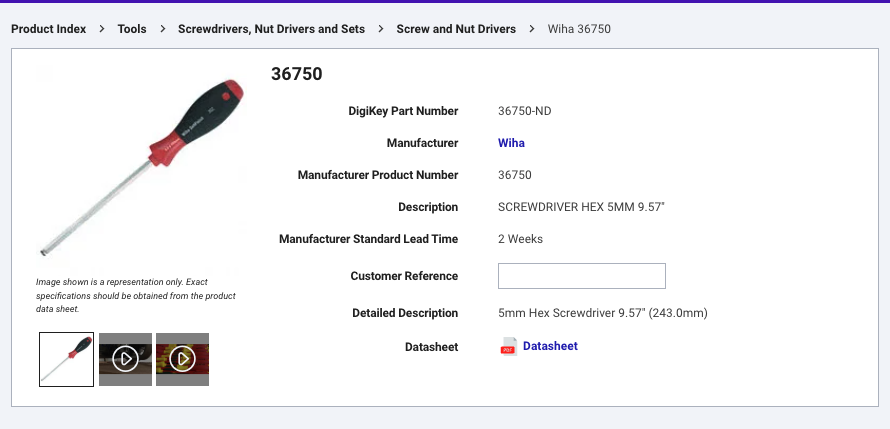 Product Index > Tools > Screwdrivers, Nut Drivers and Sets > Screw and Nut Drivers > Wiha 36750
36750
DigiKey Part Number 36750-ND
Manufacturer Wiha
Manufacturer Product Number 36750
Description SCREWDRIVER HEX 5MM 9.57"
Manufacturer Standard Lead Time 2 Weeks
Customer Reference
Detailed Description 5mm Hex Screwdriver 9.57" (243.0mm)
Datasheet PDF Datasheet
Image shown is a representation only. Exact
specifications should be obtained from the product
data sheet.